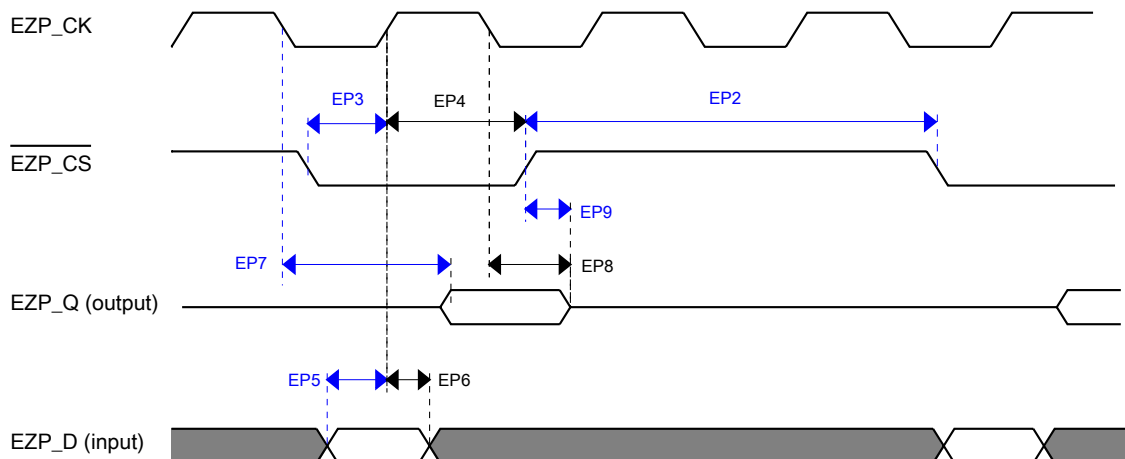 EZP_CK
EP3
EP4
EP2
EZP_CS
EP9
EP7
EP8
EZP_Q (output)
EP5
EP6
EZP_D (input)